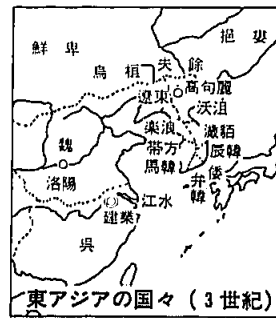 鮮卑
挹婁
烏桓
夫餘
遼東
高句麗
沃沮
楽浪
濊貊
帯方
辰韓
馬韓
弁韓
倭
魏
洛陽
江水
建業
呉
東アジアの国々(3世紀)